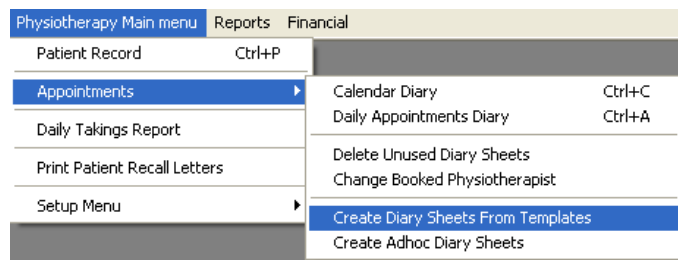 Physiotherapy Main menu Reports Financial
Patient Record Ctrl+P
Appointments
Daily Takings Report
Print Patient Recall Letters
Setup Menu
Calendar Diary Ctrl+C
Daily Appointments Diary Ctrl+A
Delete Unused Diary Sheets
Change Booked Physiotherapist
Create Diary Sheets From Templates
Create Adhoc Diary Sheets